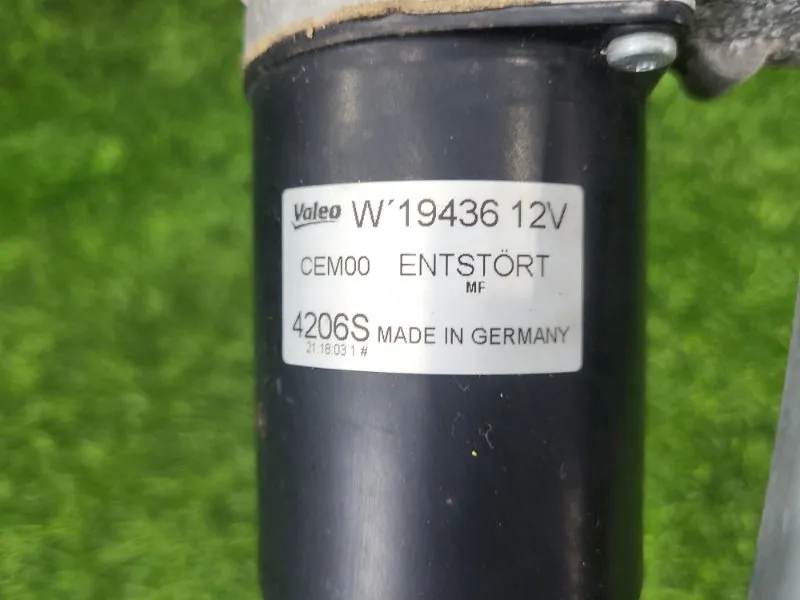 Valeo W´19436 12V
CEM00 ENTSTÖRT
MF
4206S MADE IN GERMANY
21:18:03 1 #